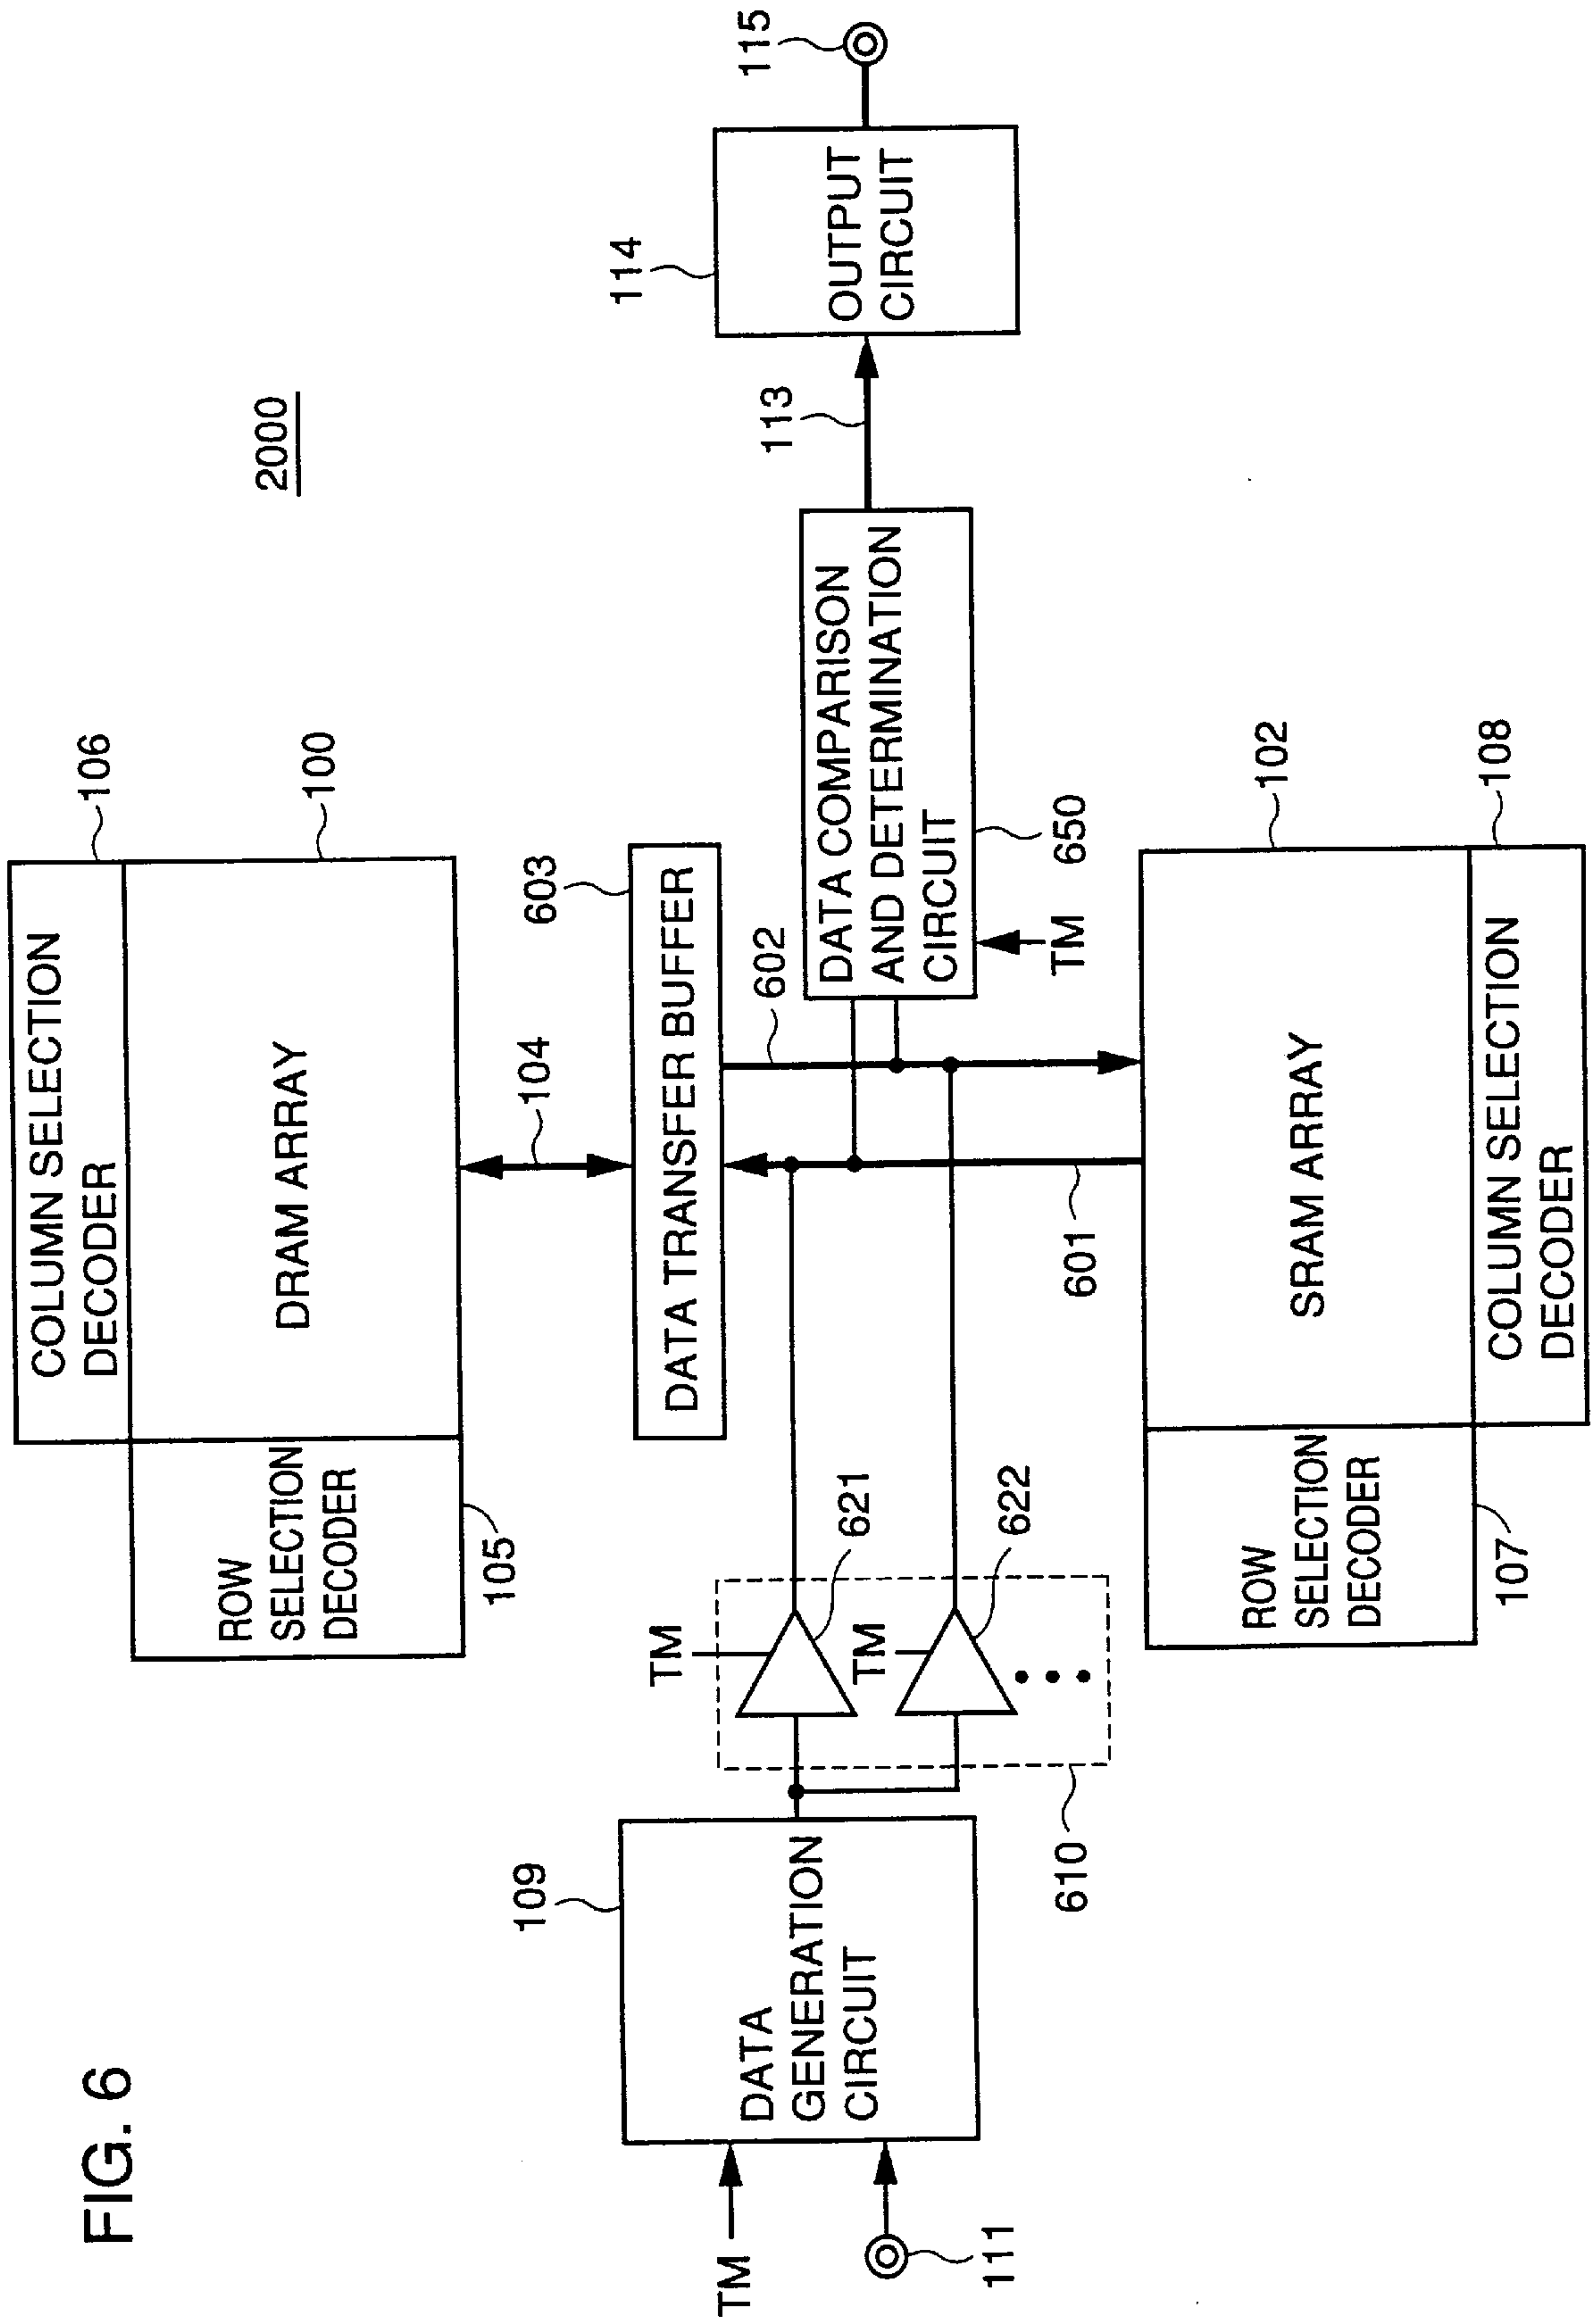 FIG. 6
2000
COLUMN SELECTION
DECODER
106
DRAM ARRAY
100
ROW
SELECTION
DECODER
105
104
DATA TRANSFER BUFFER
603
602
601
TM
TM
621
622
610
109
DATA
GENERATION
CIRCUIT
TM
111
DATA COMPARISON
AND DETERMINATION
CIRCUIT
TM
650
113
114
OUTPUT
CIRCUIT
115
SRAM ARRAY
102
ROW
SELECTION
DECODER
107
COLUMN SELECTION
DECODER
108